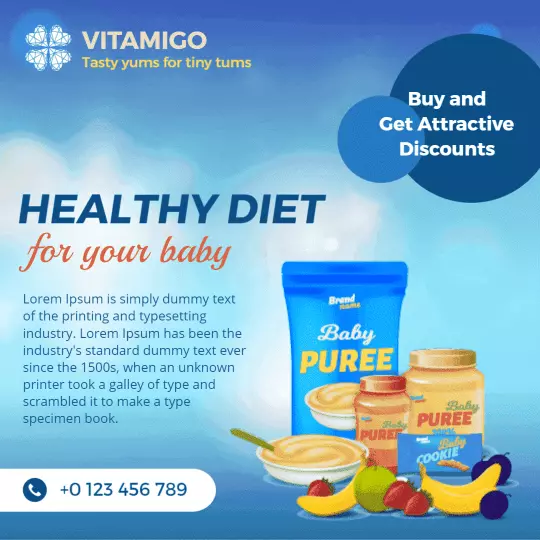 VITAMIGO
Tasty yums for tiny tums
Buy and
Get Attractive
Discounts
HEALTHY DIET
for your baby
Lorem Ipsum is simply dummy text
of the printing and typesetting
industry. Lorem Ipsum has been the
industry's standard dummy text ever
since the 1500s, when an unknown
printer took a galley of type and
scrambled it to make a type
specimen book.
Brand
name
Baby
PUREE
Baby
PUREE
Baby
PUREE
100%
Baby
COOKIE
+0 123 456 789